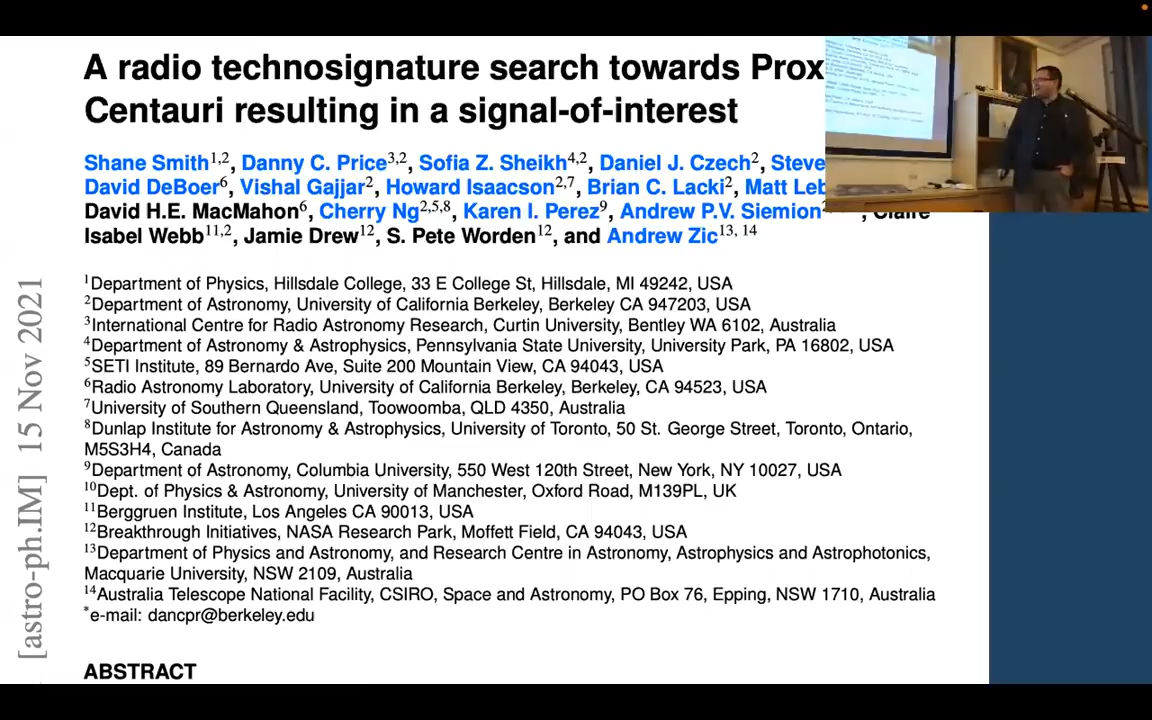 A radio technosignature search towards Prox
Centauri resulting in a signal-of-interest
Shane Smith1,2, Danny C. Price3,2, Sofia Z. Sheikh4,2, Daniel J. Czech2, Steve
David DeBoer6, Vishal Gajjar2, Howard Isaacson2,7, Brian C. Lacki2, Matt Leb
David H.E. MacMahon6, Cherry Ng2,5,8, Karen I. Perez9, Andrew P.V. Siemion2, Claire
Isabel Webb11,2, Jamie Drew12, S. Pete Worden12, and Andrew Zic13, 14
1Department of Physics, Hillsdale College, 33 E College St, Hillsdale, MI 49242, USA
2Department of Astronomy, University of California Berkeley, Berkeley CA 947203, USA
3International Centre for Radio Astronomy Research, Curtin University, Bentley WA 6102, Australia
4Department of Astronomy & Astrophysics, Pennsylvania State University, University Park, PA 16802, USA
5SETI Institute, 89 Bernardo Ave, Suite 200 Mountain View, CA 94043, USA
6Radio Astronomy Laboratory, University of California Berkeley, Berkeley, CA 94523, USA
7University of Southern Queensland, Toowoomba, QLD 4350, Australia
8Dunlap Institute for Astronomy & Astrophysics, University of Toronto, 50 St. George Street, Toronto, Ontario,
M5S3H4, Canada
9Department of Astronomy, Columbia University, 550 West 120th Street, New York, NY 10027, USA
10Dept. of Physics & Astronomy, University of Manchester, Oxford Road, M139PL, UK
11Berggruen Institute, Los Angeles CA 90013, USA
12Breakthrough Initiatives, NASA Research Park, Moffett Field, CA 94043, USA
13Department of Physics and Astronomy, and Research Centre in Astronomy, Astrophysics and Astrophotonics,
Macquarie University, NSW 2109, Australia
14Australia Telescope National Facility, CSIRO, Space and Astronomy, PO Box 76, Epping, NSW 1710, Australia
*e-mail: dancpr@berkeley.edu
ABSTRACT
[astro-ph.IM] 15 Nov 2021